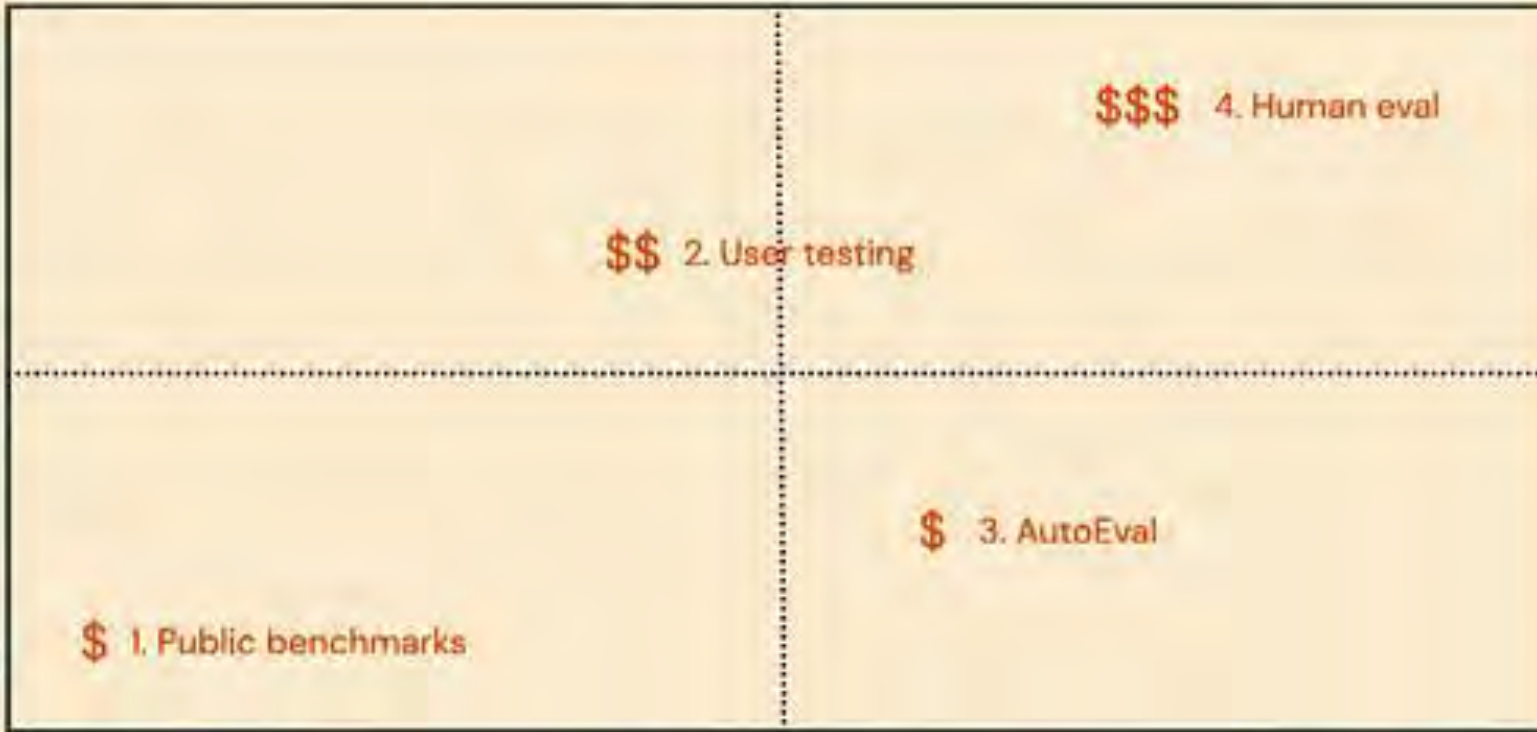 $$$ 4. Human eval
$$ 2. User testing
$ 3. AutoEval
$ 1. Public benchmarks